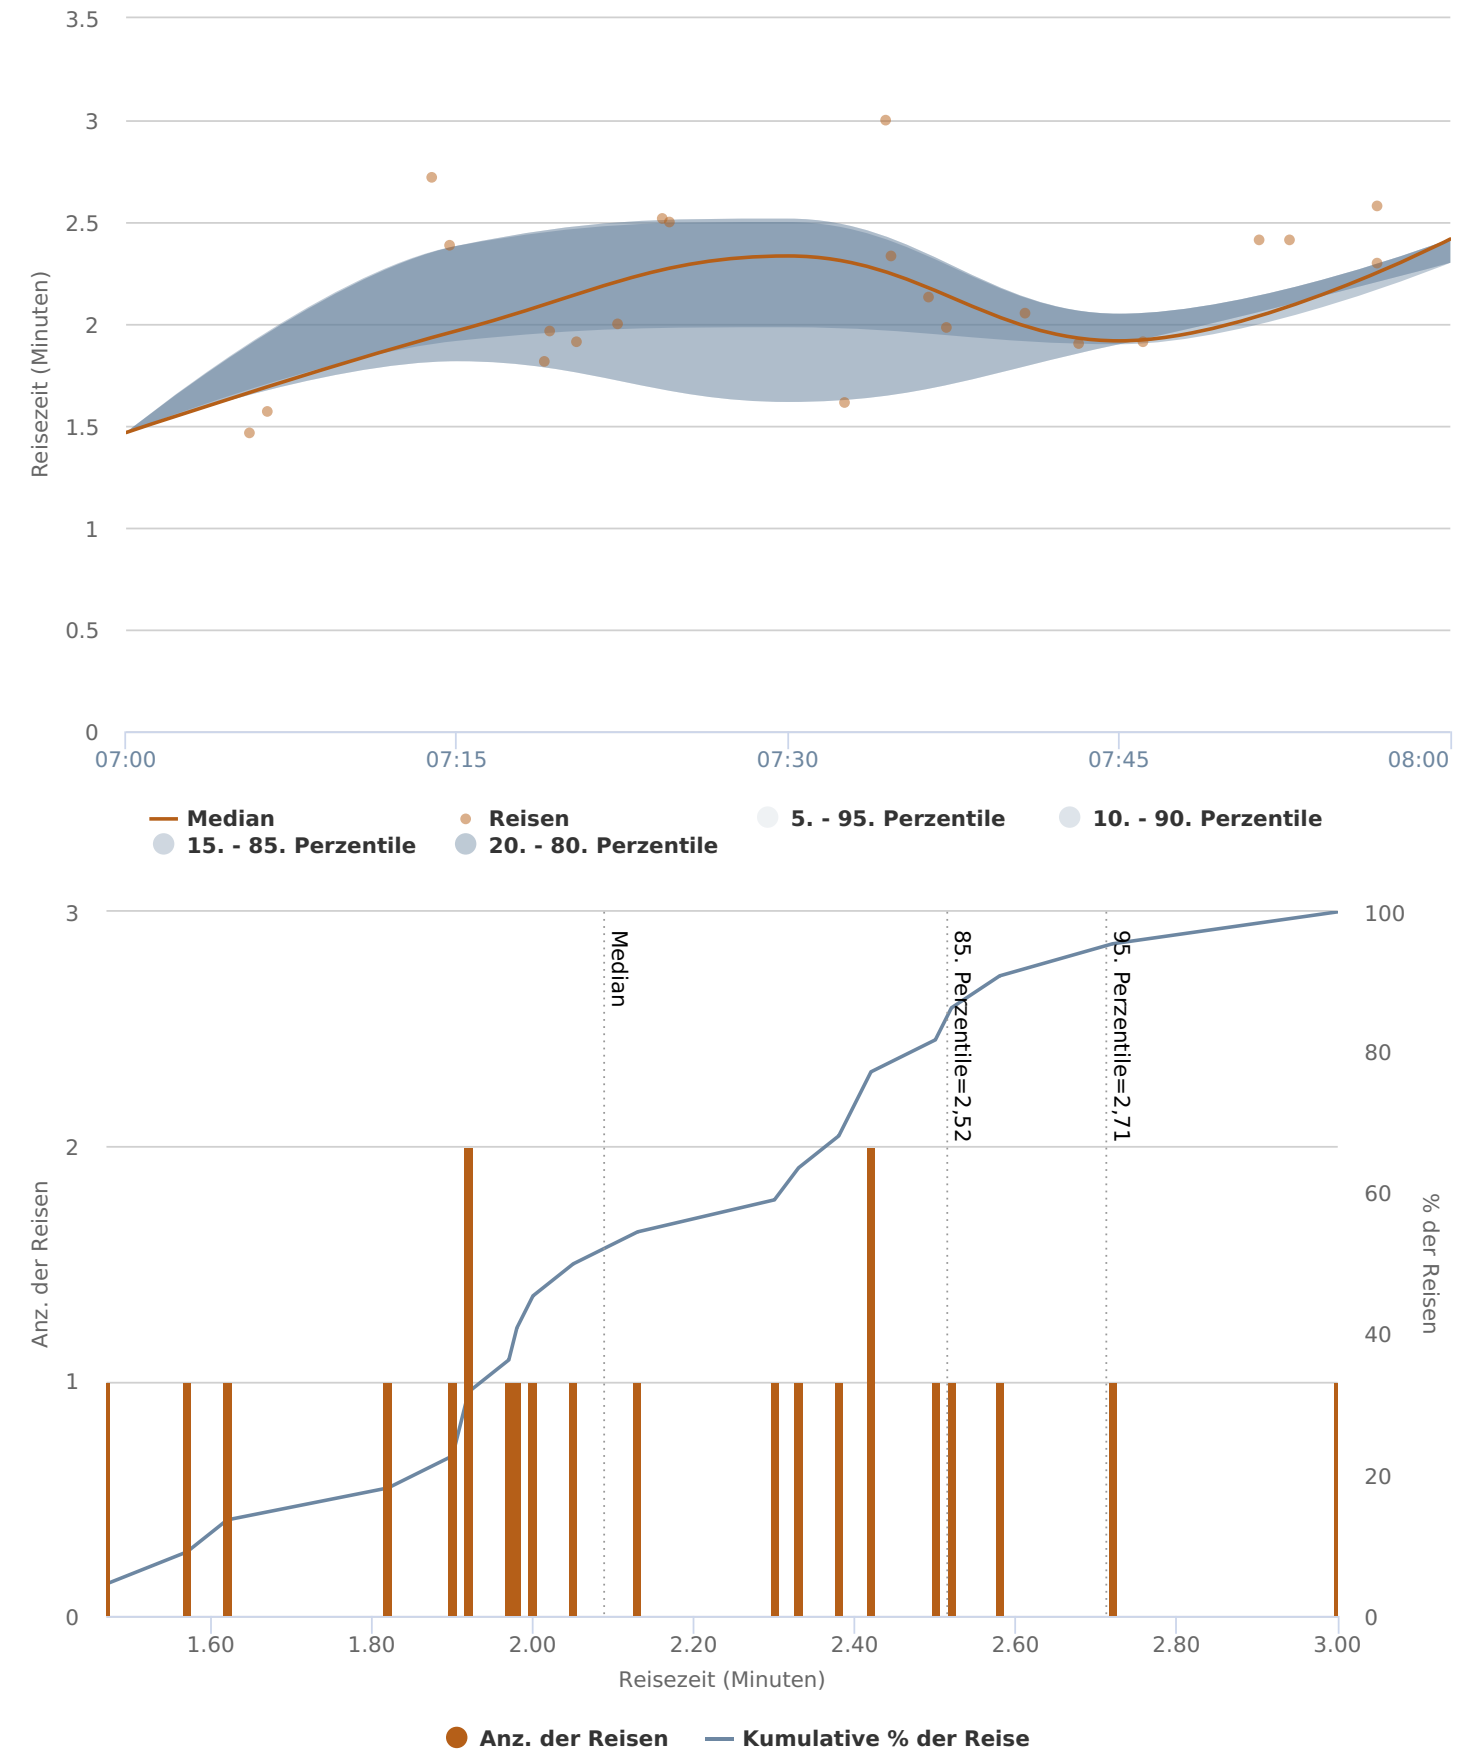 3.5
3
2.5
2
1.5
1
0.5
0
Reisezeit (Minuten)
07:00 07:15 07:30 07:45 08:00
Median Reisen 5. - 95. Perzentile 10. - 90. Perzentile
15. - 85. Perzentile 20. - 80. Perzentile
3
2
1
0
Anz. der Reisen
Median
85. Perzentile=2,52
95. Perzentile=2,71
100
80
60
40
20
0
% der Reisen
1.60 1.80 2.00 2.20 2.40 2.60 2.80 3.00
Reisezeit (Minuten)
Anz. der Reisen Kumulative % der Reise